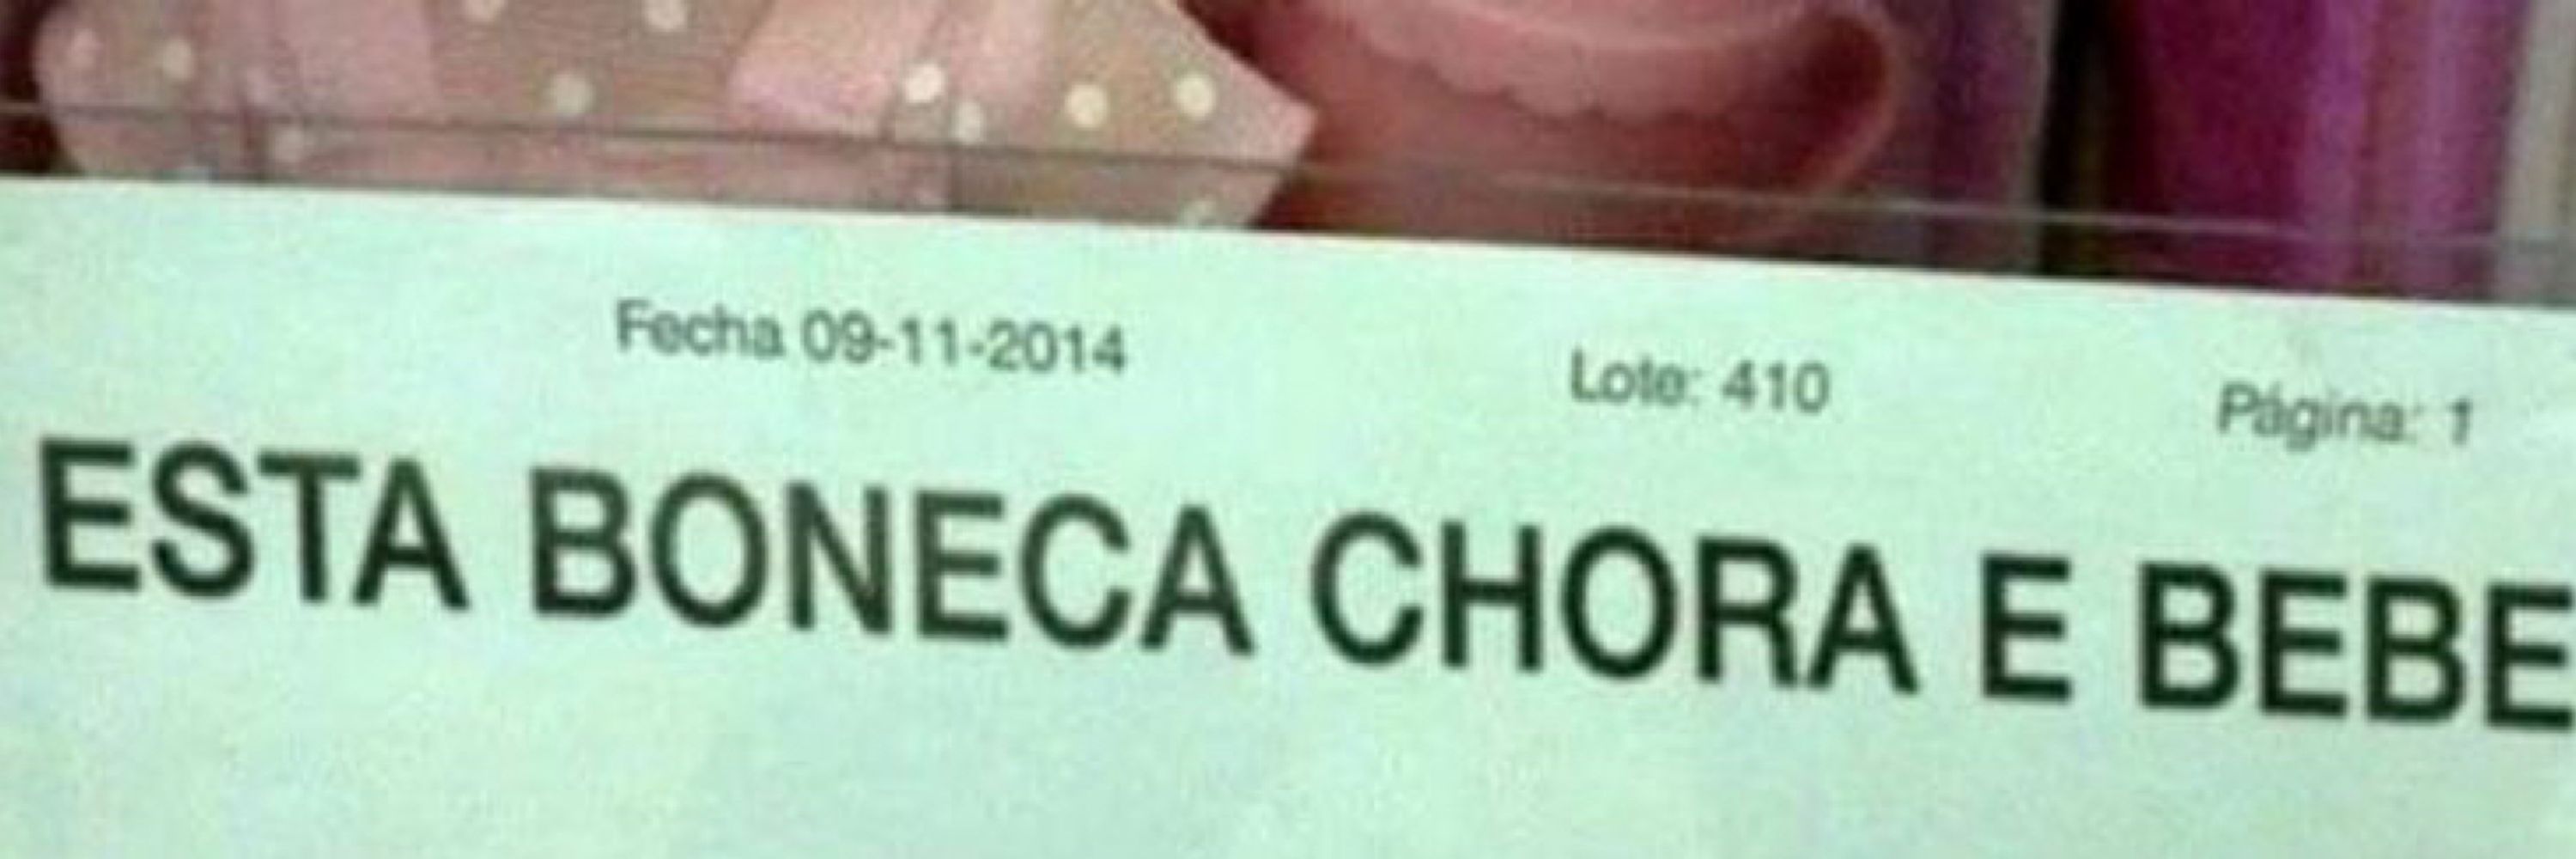 Fecha 09-11-2014 Lote: 410 Página: 1
ESTA BONECA CHORA E BEBE